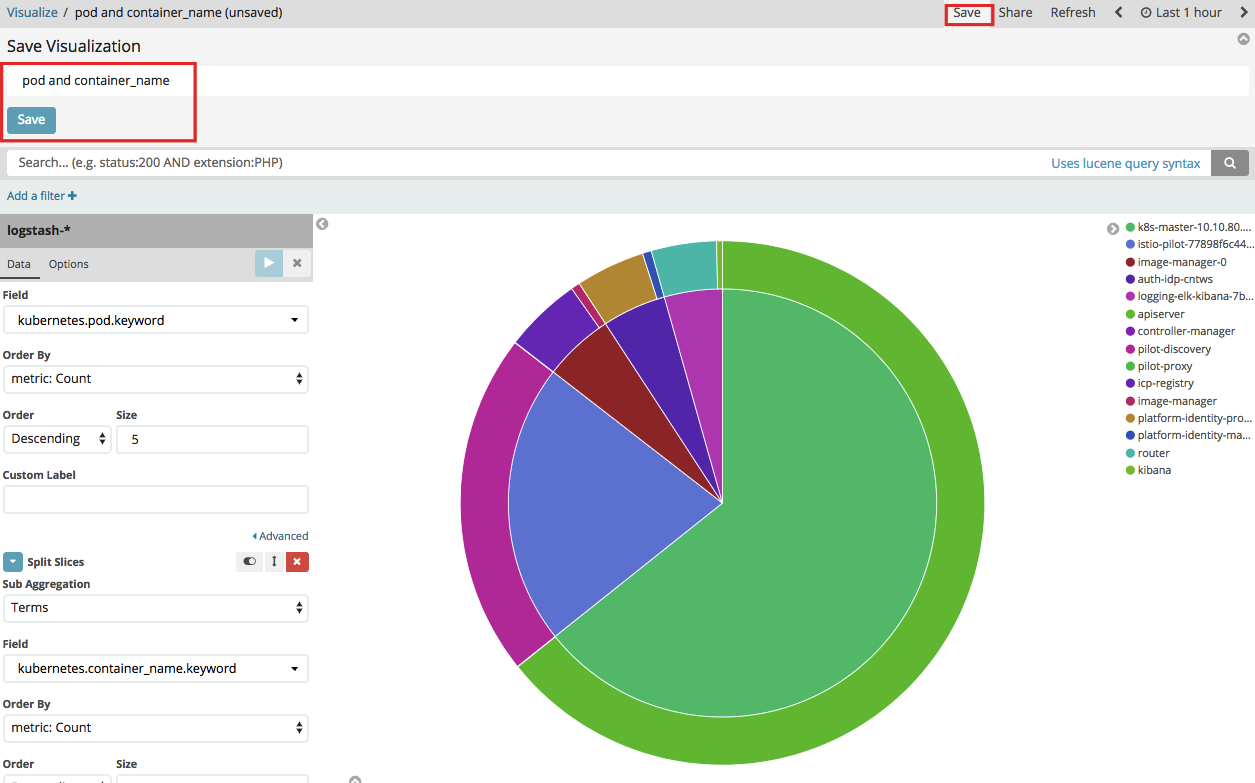 Visualize / pod and container_name (unsaved)
Save Share Refresh Last 1 hour
Save Visualization
pod and container_name
Save
Search... (e.g. status:200 AND extension:PHP)
Uses lucene query syntax
Add a filter +
logstash-*
Data Options
Field
kubernetes.pod.keyword
Order By
metric: Count
Order Size
Descending 5
Custom Label
Advanced
Split Slices
Sub Aggregation
Terms
Field
kubernetes.container_name.keyword
Order By
metric: Count
Order Size
k8s-master-10.10.80....
istio-pilot-77898f6c44...
image-manager-0
auth-idp-cntws
logging-elk-kibana-7b...
apiserver
controller-manager
pilot-discovery
pilot-proxy
icp-registry
image-manager
platform-identity-pro...
platform-identity-ma...
router
kibana